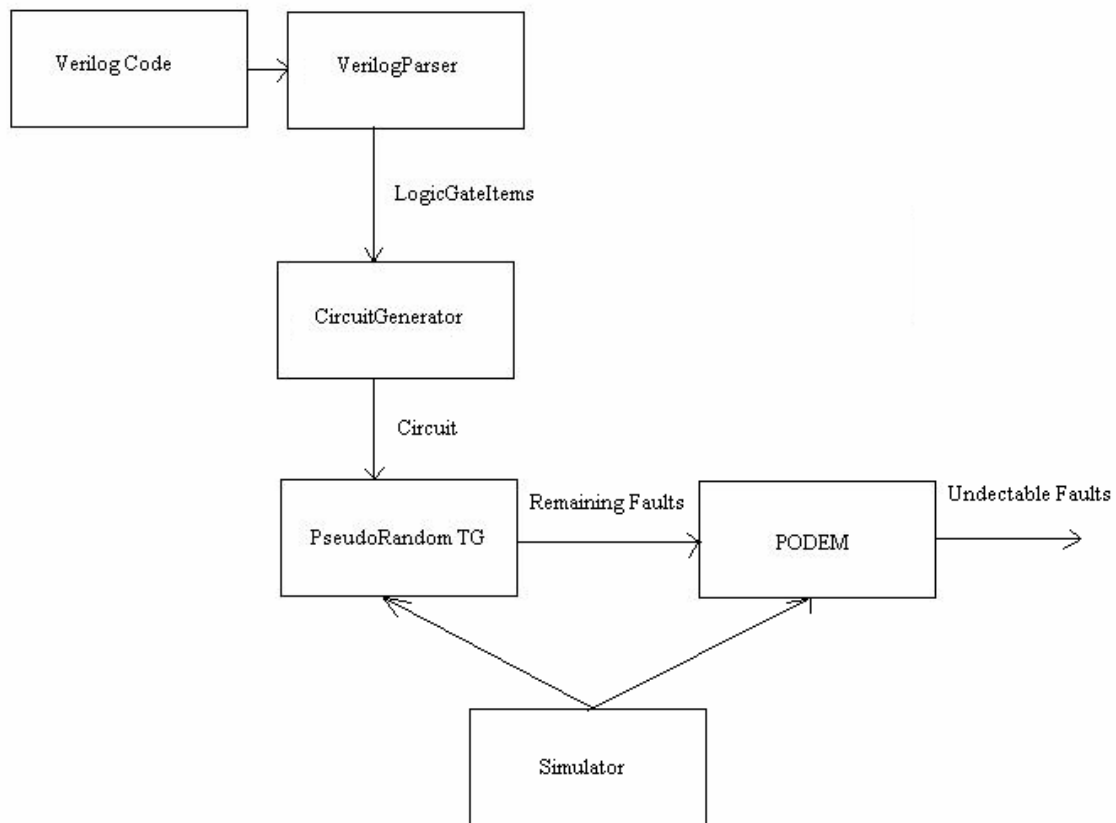 Verilog Code
VerilogParser
LogicGateItems
CircuitGenerator
Circuit
PseudoRandom TG
Remaining Faults
PODEM
Undectable Faults
Simulator